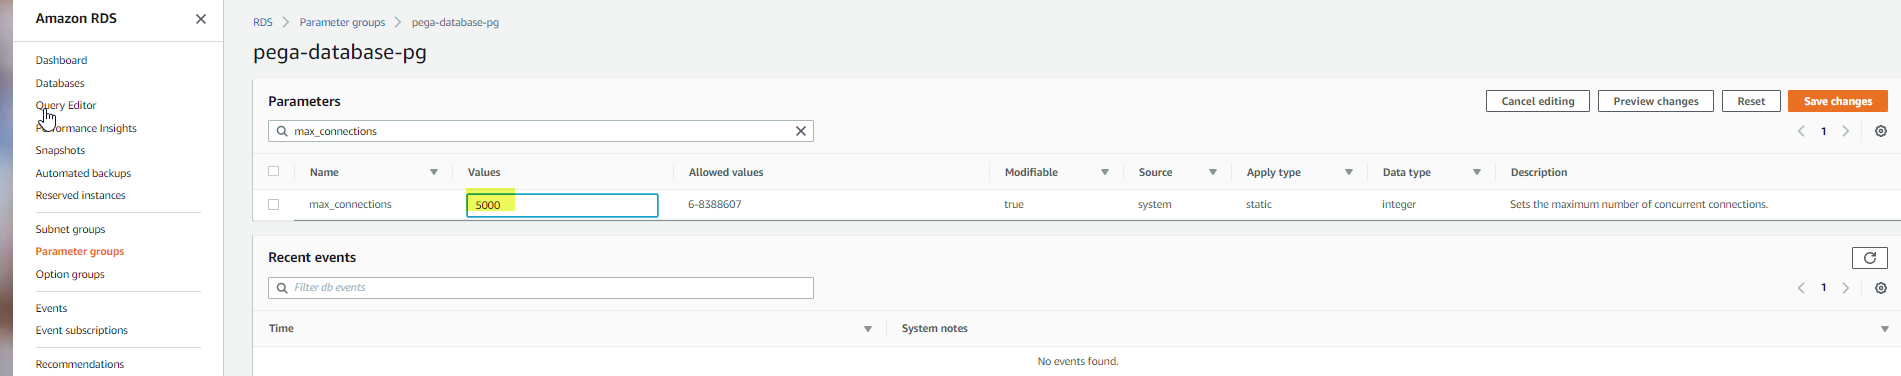 Amazon RDS
Dashboard
Databases
Query Editor
Performance Insights
Snapshots
Automated backups
Reserved instances
Subnet groups
Parameter groups
Option groups
Events
Event subscriptions
Recommendations
RDS Parameter groups pega-database-pg
pega-database-pg
Parameters
Cancel editing Preview changes Reset Save changes
max_connections
1
Name Values Allowed values Modifiable Source Apply type Data type Description
max_connections 5000 6-8388607 true system static integer Sets the maximum number of concurrent connections.
Recent events
Filter db events
1
Time System notes
No events found.